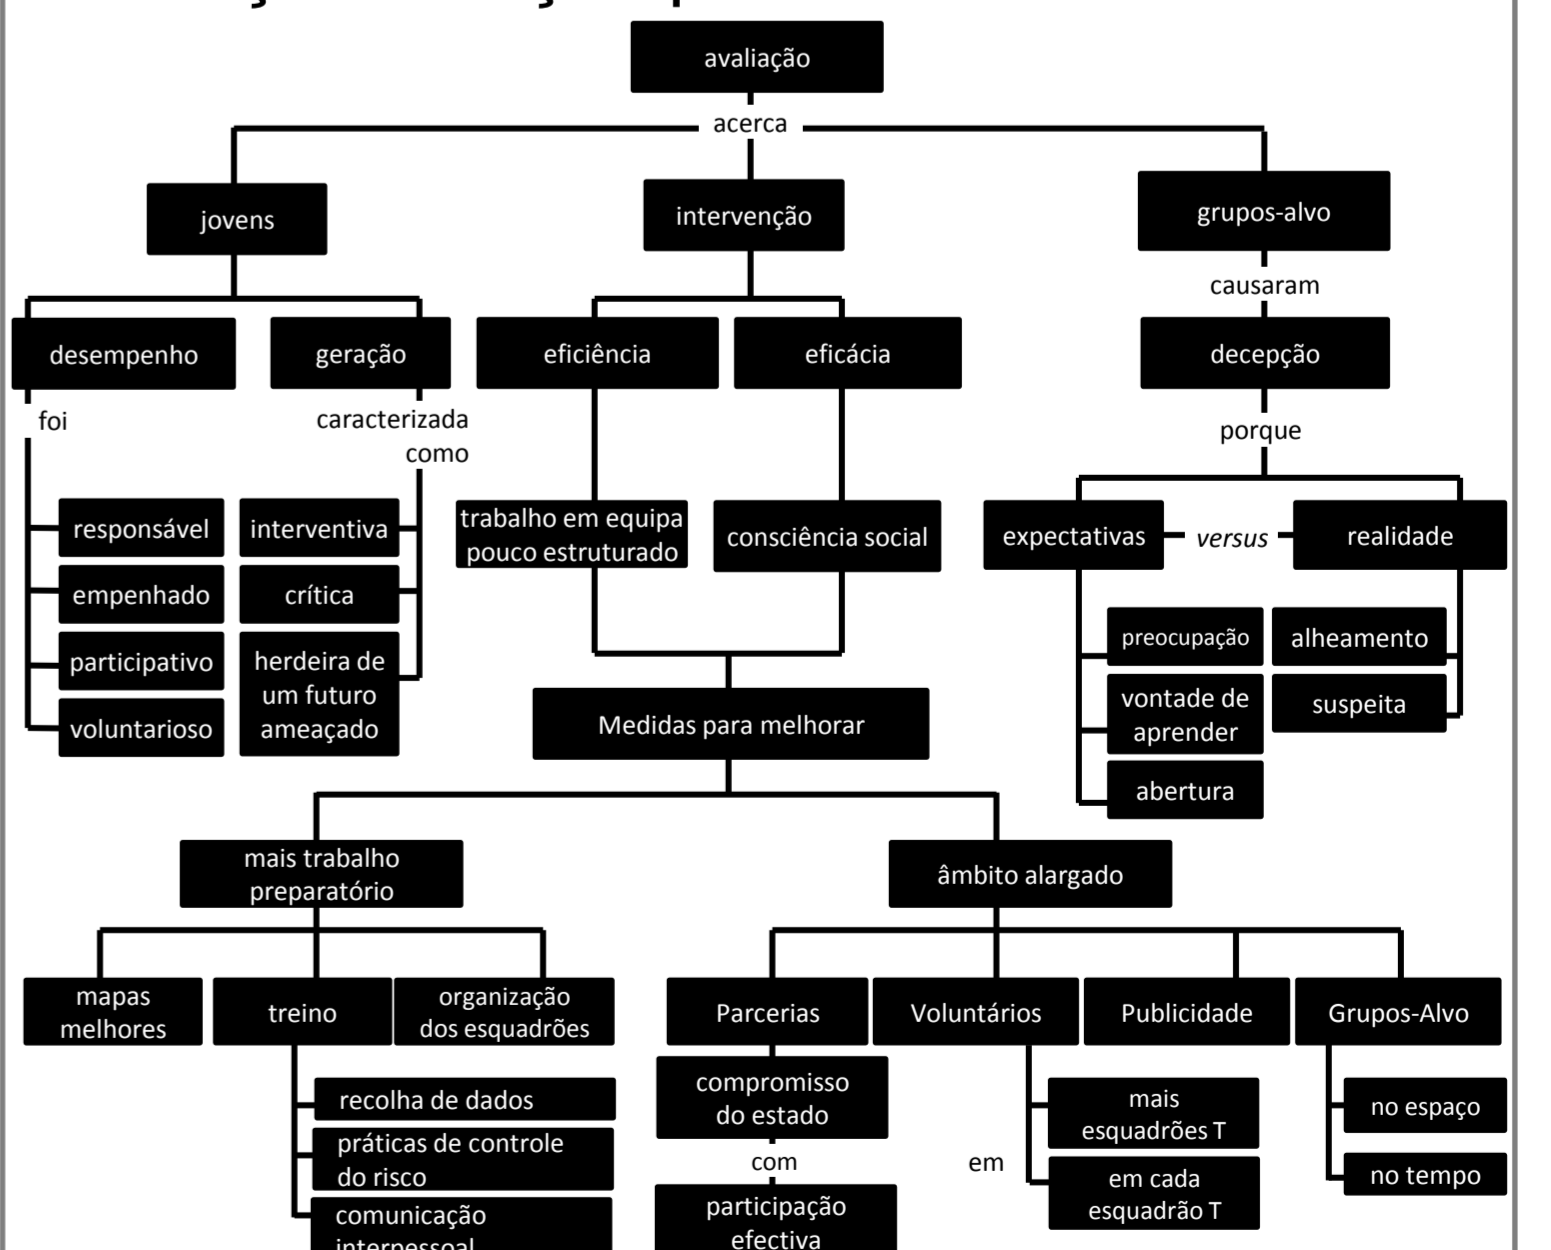 avaliação
acerca
jovens
intervenção
grupos-alvo
causaram
desempenho
geração
eficiência
eficácia
decepção
foi
caracterizada
como
porque
responsável
interventiva
trabalho em equipa
pouco estruturado
consciência social
expectativas
versus
realidade
empenhado
crítica
participativo
herdeira de
um futuro
ameaçado
voluntarioso
preocupação
alheamento
vontade de
aprender
suspeita
abertura
Medidas para melhorar
mais trabalho
preparatório
âmbito alargado
mapas
melhores
treino
organização
dos esquadrões
Parcerias
Voluntários
Publicidade
Grupos-Alvo
recolha de dados
práticas de controle
do risco
comunicação
interpessoal
compromisso
do estado
com
participação
efectiva
em
mais
esquadrões T
em cada
esquadrão T
no espaço
no tempo